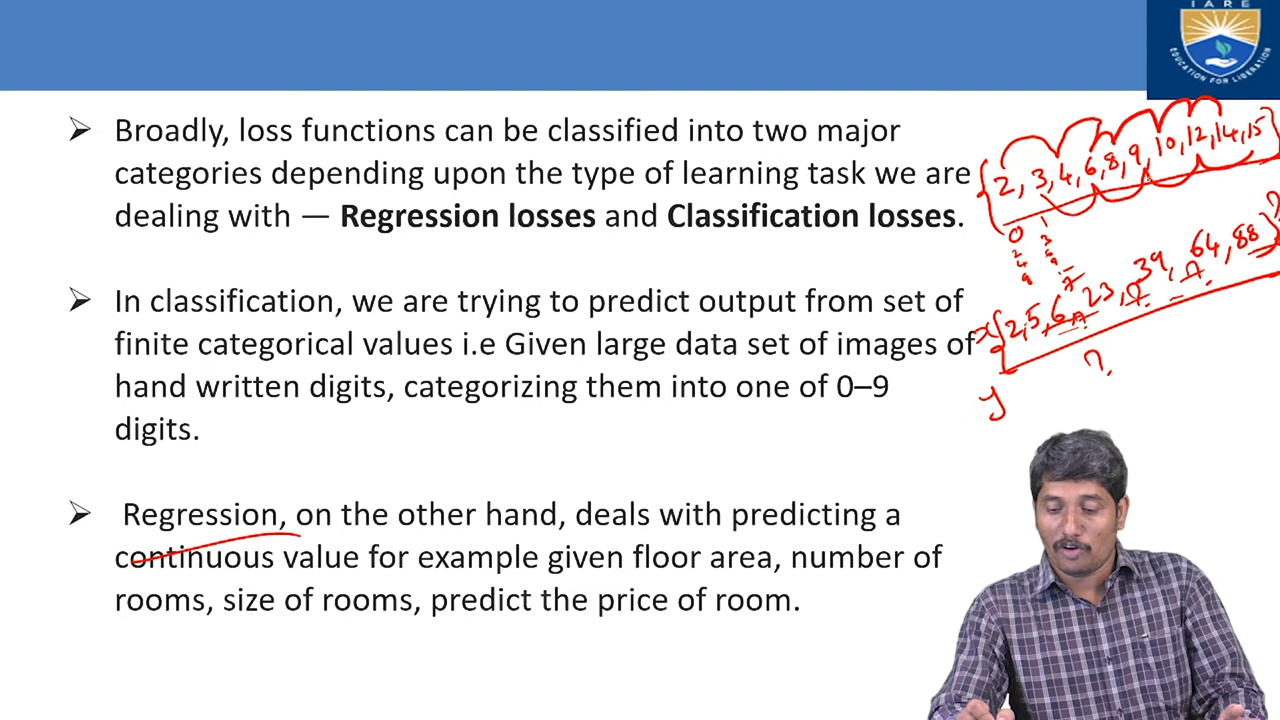 IARE
EDUCATION FOR LIBERATION
➢ Broadly, loss functions can be classified into two major
categories depending upon the type of learning task we are
dealing with — Regression losses and Classification losses.
2, 3, 4, 6, 8, 9, 10, 12, 14, 15
➢ In classification, we are trying to predict output from set of
finite categorical values i.e Given large data set of images of
hand written digits, categorizing them into one of 0–9
digits.
x{2,5,6, 23, 39, 64, 88}?
?
y
➢ Regression, on the other hand, deals with predicting a
continuous value for example given floor area, number of
rooms, size of rooms, predict the price of room.